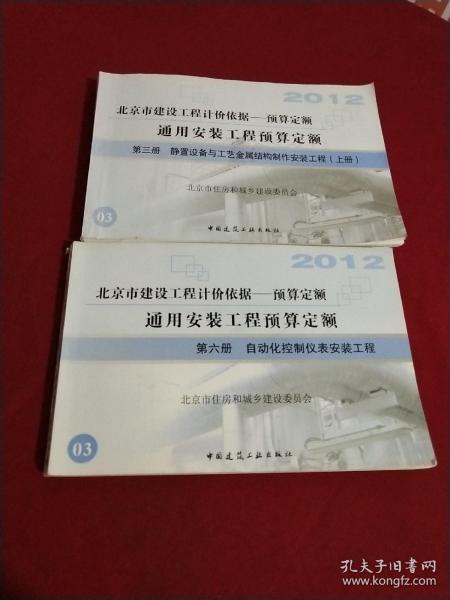 2012
北京市建设工程计价依据——预算定额
通用安装工程预算定额
第三册 静置设备与工艺金属结构制作安装工程（上册）
北京市住房和城乡建设委员会
03
中国建筑工业出版社
2012
北京市建设工程计价依据——预算定额
通用安装工程预算定额
第六册 自动化控制仪表安装工程
北京市住房和城乡建设委员会
03
中国建筑工业出版社
孔夫子旧书网
www.kongfz.com